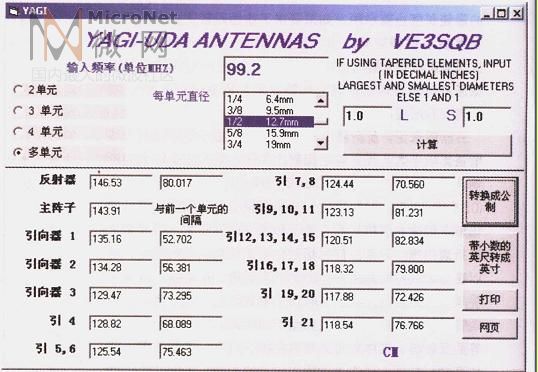 YAGI
MicroNet
微网
YAGI-UDA ANTENNAS by VE3SQB
输入频率(单位MHZ)
99.2
IF USING TAPERED ELEMENTS, INPUT
(IN DECIMAL INCHES)
LARGEST AND SMALLEST DIAMETERS
ELSE 1 AND 1
2单元
3 单元
4 单元
多单元
每单元直径
1/4 6.4mm
3/8 9.5mm
1/2 12.7mm
5/8 15.9mm
3/4 19mm
1.0 L S 1.0
计算
反射器 146.53 80.017 引 7,8 124.44 70.560
主阵子 143.91 与前一个单元的间隔 引9,10,11 123.13 81.231
引向器 1 135.16 52.702 引12,13,14,15 120.51 82.834
引向器 2 134.28 56.381 引16,17,18 118.32 79.800
引向器 3 129.47 73.295 引 19,20 117.88 72.426
引 4 128.82 68.089 引 21 118.54 76.766
引 5,6 125.54 75.463 CM
转换成公制
带小数的英尺转成英寸
打印
网页